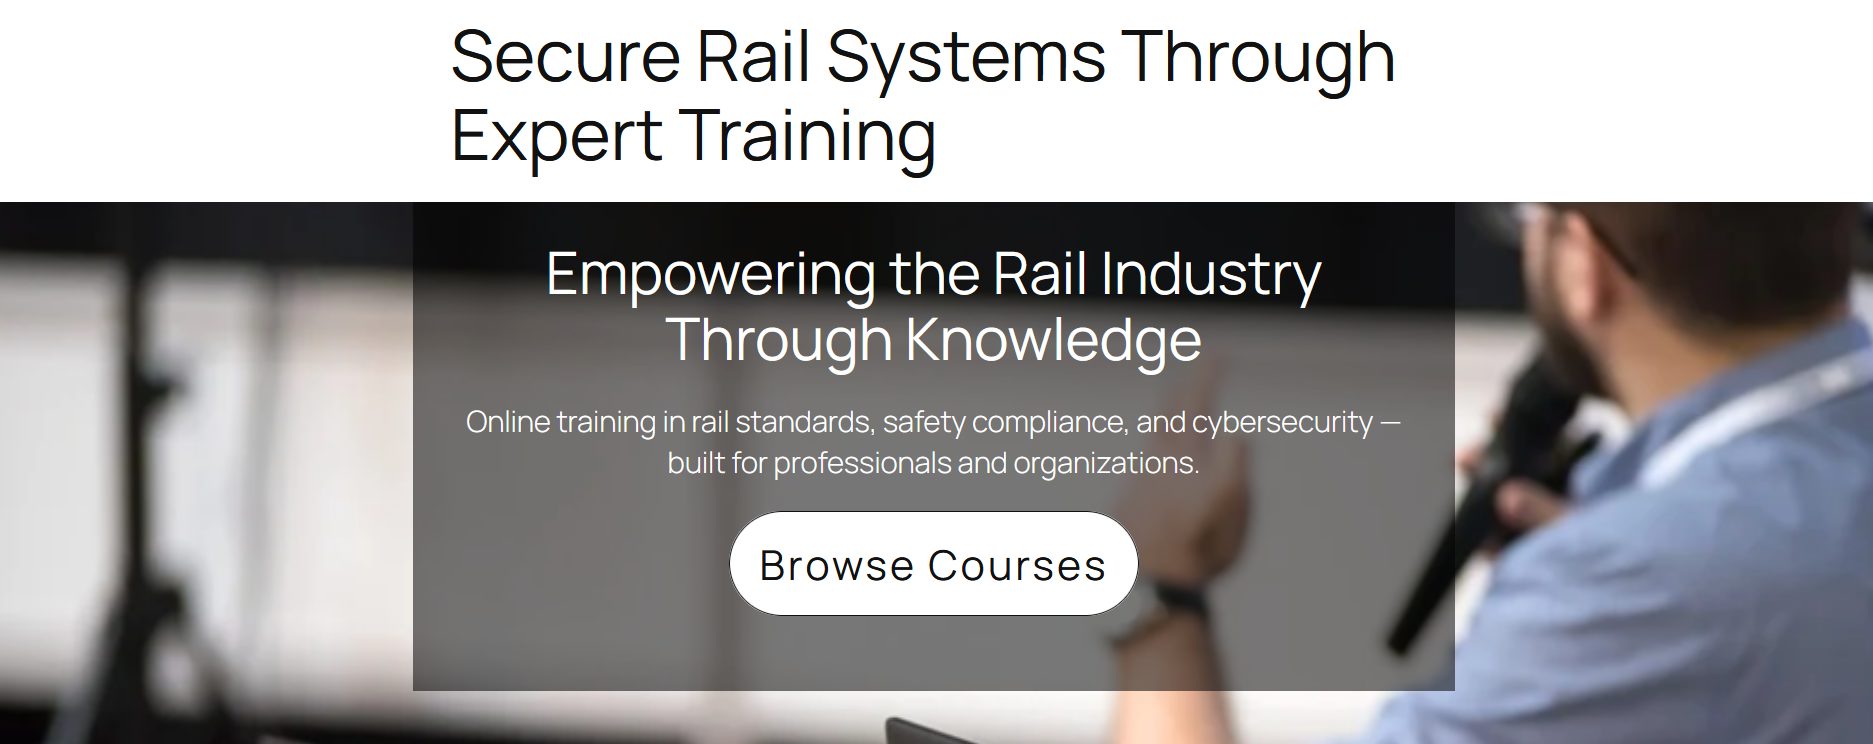 Secure Rail Systems Through
Expert Training
Empowering the Rail Industry
Through Knowledge
Online training in rail standards, safety compliance, and cybersecurity —
built for professionals and organizations.
Browse Courses